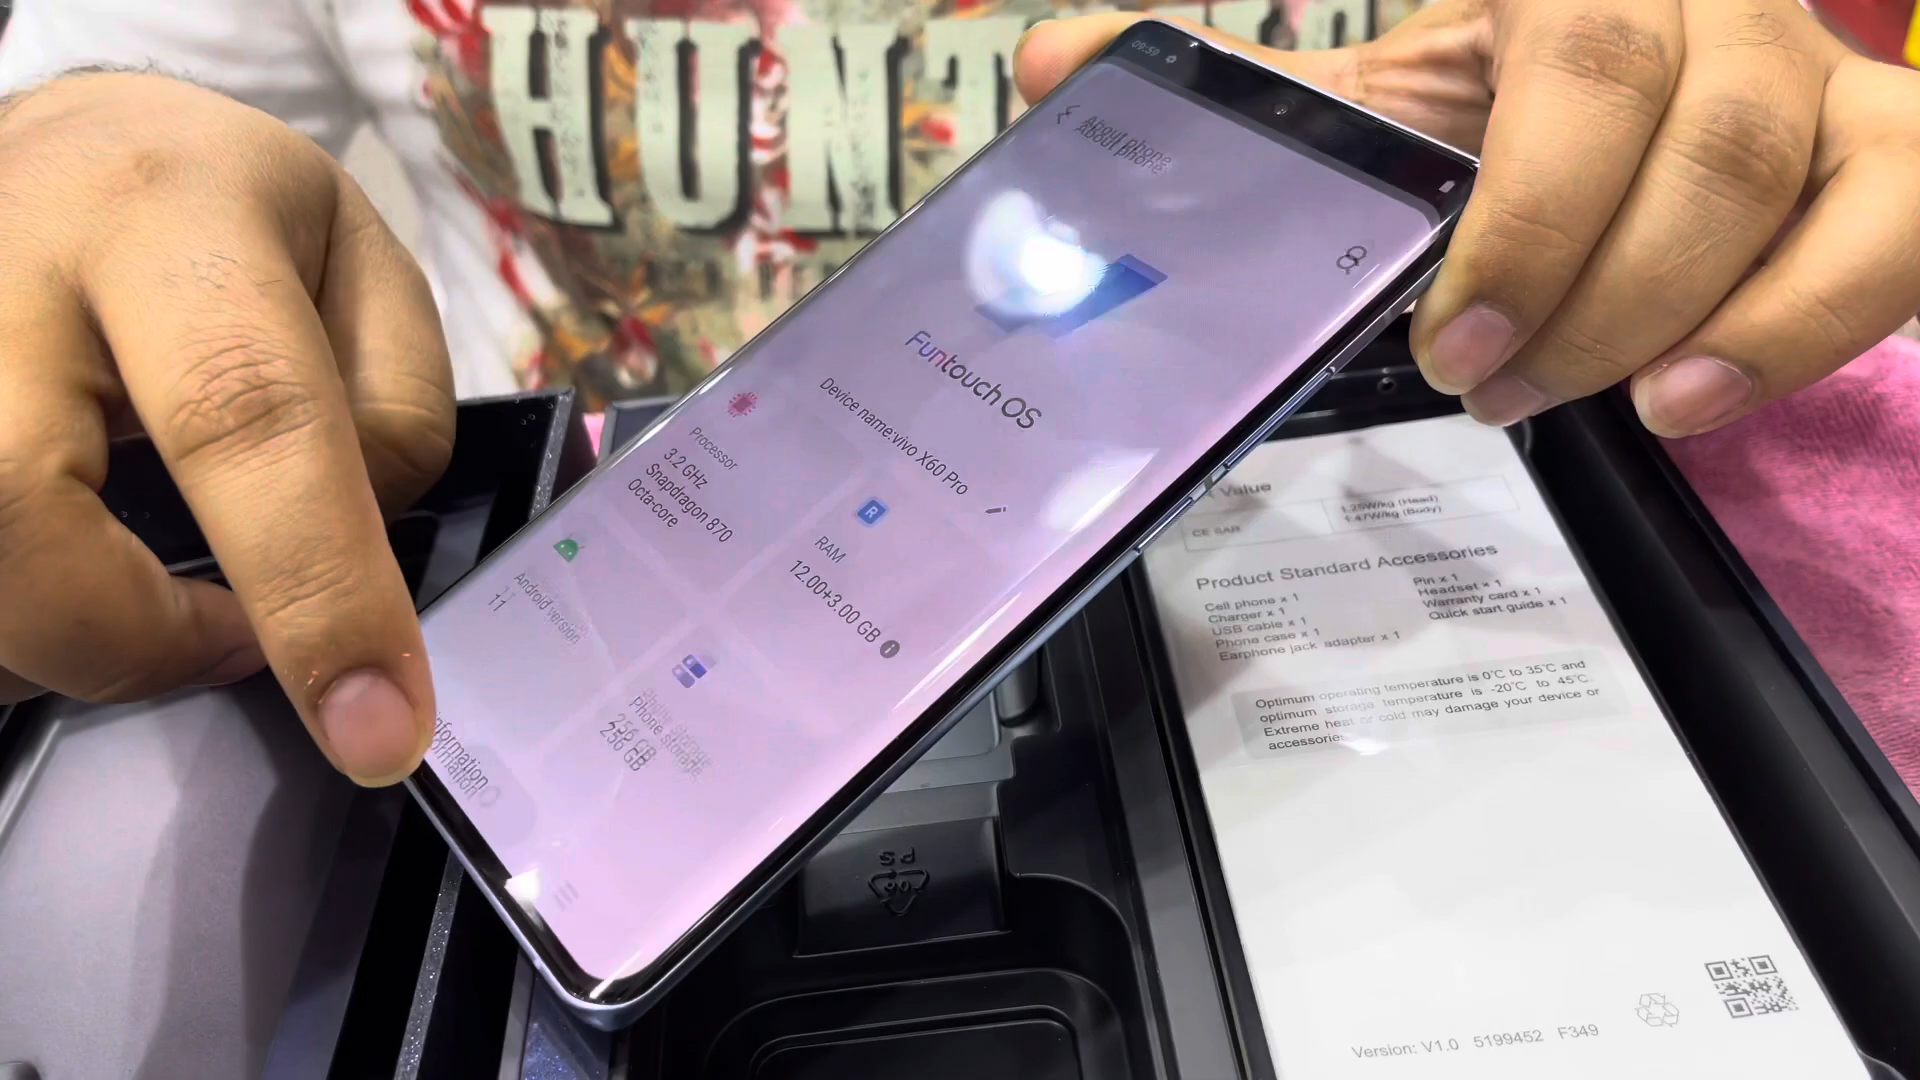 HUNT
09:59
About phone
Funtouch OS
Device name:vivo X60 Pro
Processor
3.2 GHz
Snapdragon 870
Octa-core
R
RAM
12.00+3.00 GB
Android version
11
Phone storage
256 GB
information
Value
CE SAR
1.25W/kg (Head)
1.47W/kg (Body)
Product Standard Accessories
Cell phone x 1
Charger x 1
USB cable x 1
Phone case x 1
Earphone jack adapter x 1
Pin x 1
Headset x 1
Warranty card x 1
Quick start guide x 1
Optimum operating temperature is 0°C to 35°C and
optimum storage temperature is -20°C to 45°C.
Extreme heat or cold may damage your device or
accessories
PS
Version: V1.0 5199452 F349